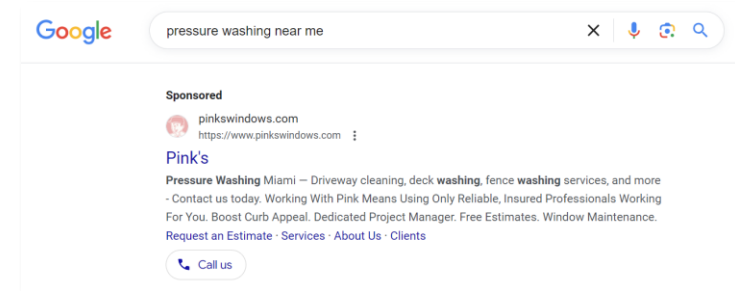 Google
pressure washing near me
Sponsored
pinkswindows.com
https://www.pinkswindows.com
Pink's
Pressure Washing Miami — Driveway cleaning, deck washing, fence washing services, and more
- Contact us today. Working With Pink Means Using Only Reliable, Insured Professionals Working
For You. Boost Curb Appeal. Dedicated Project Manager. Free Estimates. Window Maintenance.
Request an Estimate · Services · About Us · Clients
Call us